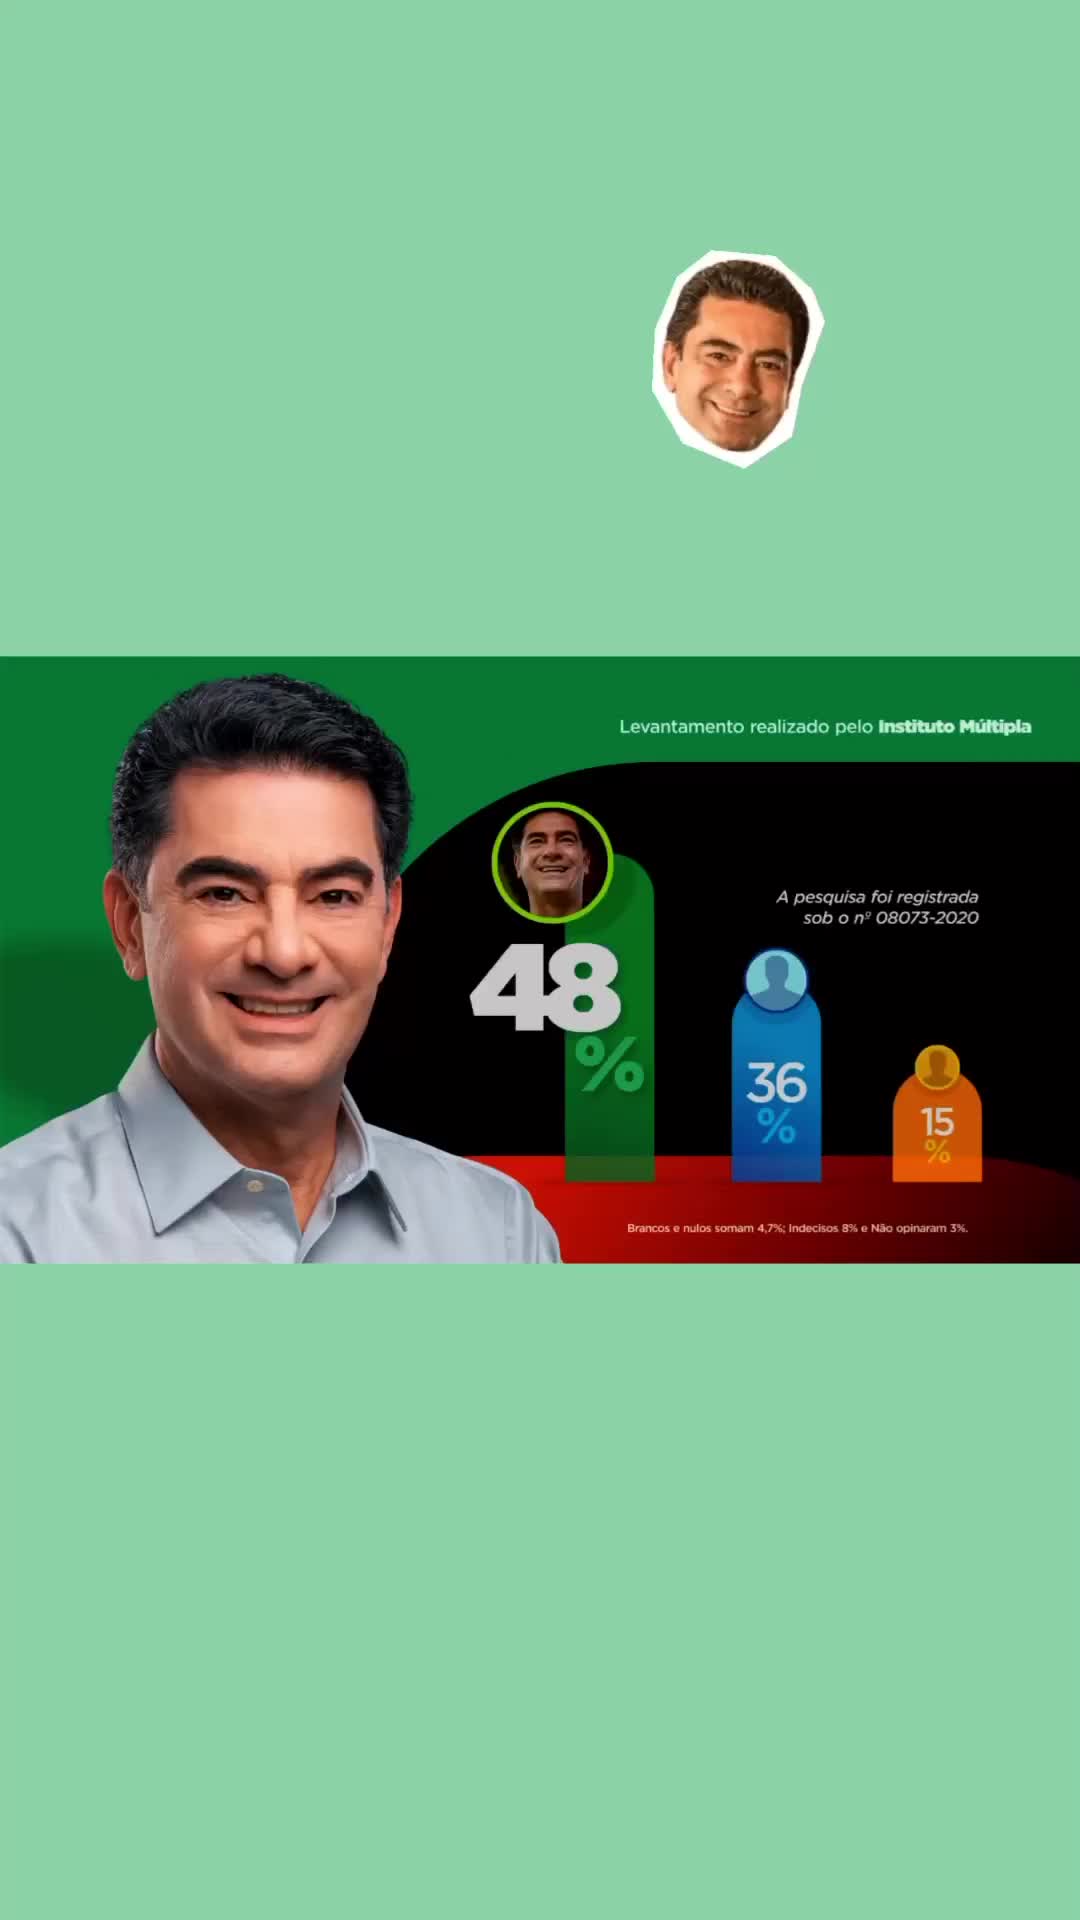 Levantamento realizado pelo Instituto Múltipla
A pesquisa foi registrada
sob o nº 08073-2020
48
%
36
%
15
%
Brancos e nulos somam 4,7%; Indecisos 8% e Não opinaram 3%.